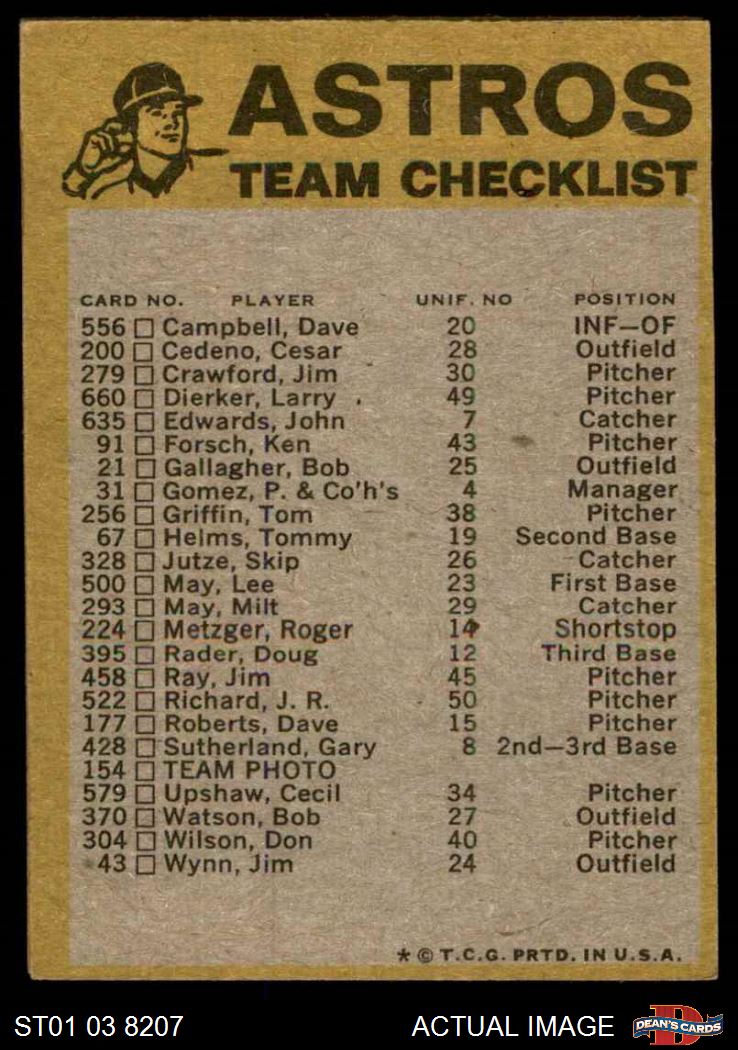 ASTROS
TEAM CHECKLIST
CARD NO. PLAYER UNIF. NO POSITION
556 Campbell, Dave 20 INF—OF
200 Cedeno, Cesar 28 Outfield
279 Crawford, Jim 30 Pitcher
660 Dierker, Larry 49 Pitcher
635 Edwards, John 7 Catcher
91 Forsch, Ken 43 Pitcher
21 Gallagher, Bob 25 Outfield
31 Gomez, P. & Co'h's 4 Manager
256 Griffin, Tom 38 Pitcher
67 Helms, Tommy 19 Second Base
328 Jutze, Skip 26 Catcher
500 May, Lee 23 First Base
293 May, Milt 29 Catcher
224 Metzger, Roger 14 Shortstop
395 Rader, Doug 12 Third Base
458 Ray, Jim 45 Pitcher
522 Richard, J. R. 50 Pitcher
177 Roberts, Dave 15 Pitcher
428 Sutherland, Gary 8 2nd—3rd Base
154 TEAM PHOTO
579 Upshaw, Cecil 34 Pitcher
370 Watson, Bob 27 Outfield
304 Wilson, Don 40 Pitcher
43 Wynn, Jim 24 Outfield
* © T.C.G. PRTD. IN U.S.A.
ST01 03 8207 ACTUAL IMAGE D DEAN'S CARDS